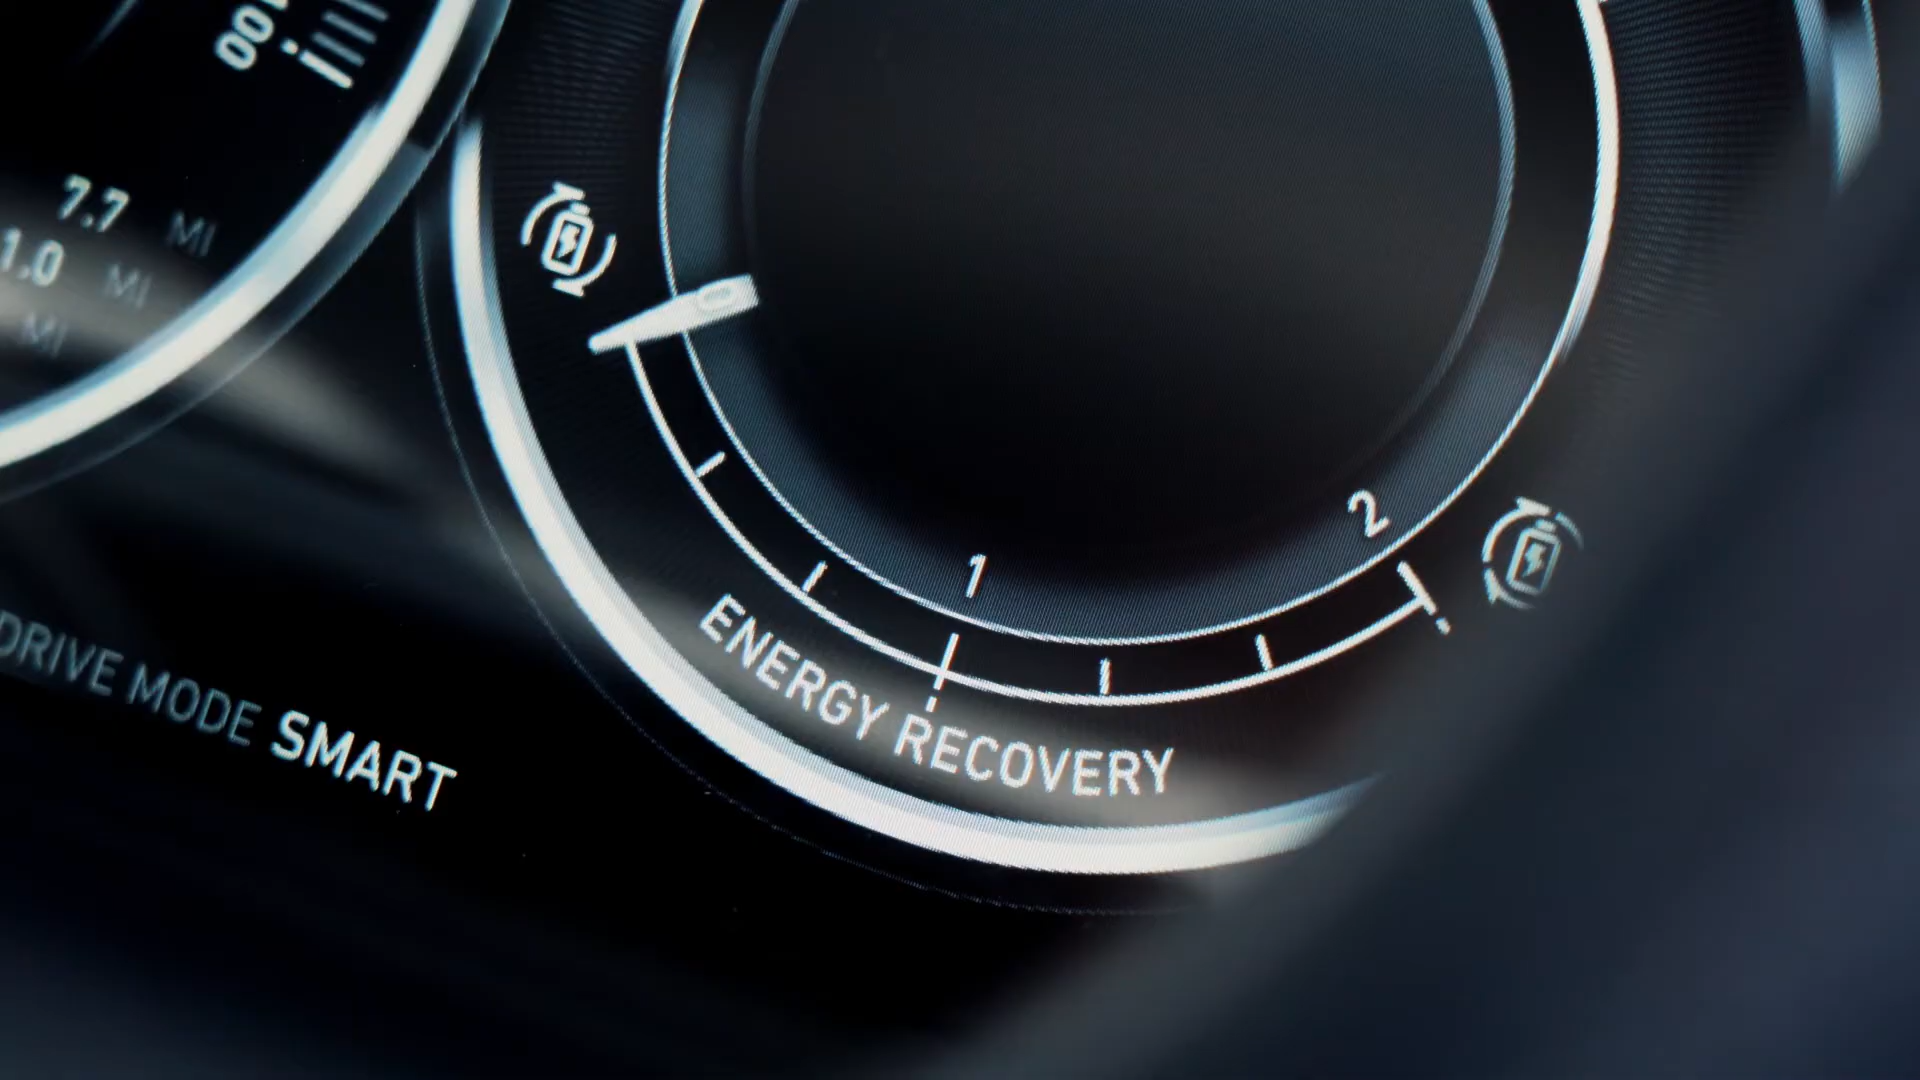 7.7 MI
1.0 MI
MI
1
2
ENERGY RECOVERY
DRIVE MODE SMART